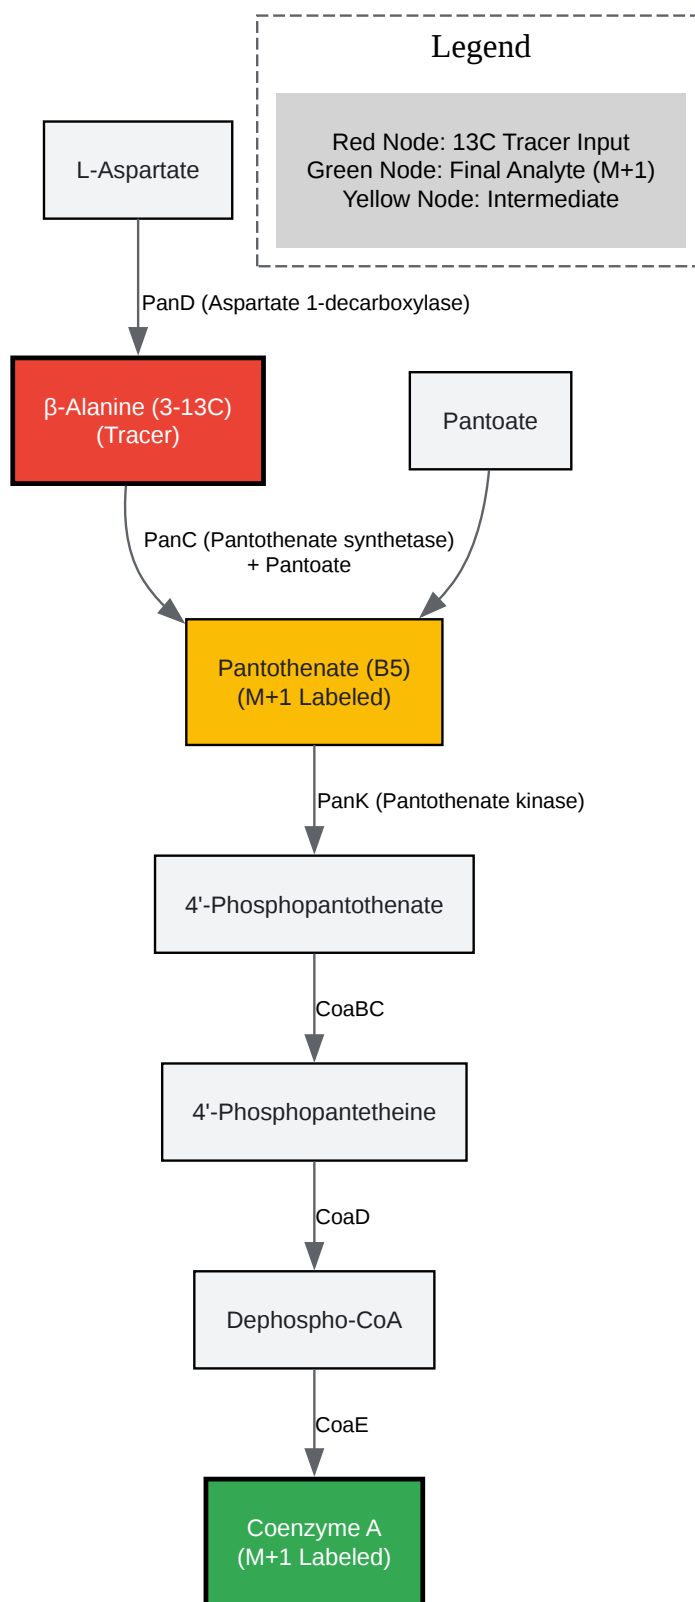 Legend
Red Node: 13C Tracer Input
Green Node: Final Analyte (M+1)
Yellow Node: Intermediate
L-Aspartate
PanD (Aspartate 1-decarboxylase)
β-Alanine (3-13C)
(Tracer)
Pantoate
PanC (Pantothenate synthetase)
+ Pantoate
Pantothenate (B5)
(M+1 Labeled)
PanK (Pantothenate kinase)
4'-Phosphopantothenate
CoaBC
4'-Phosphopantetheine
CoaD
Dephospho-CoA
CoaE
Coenzyme A
(M+1 Labeled)